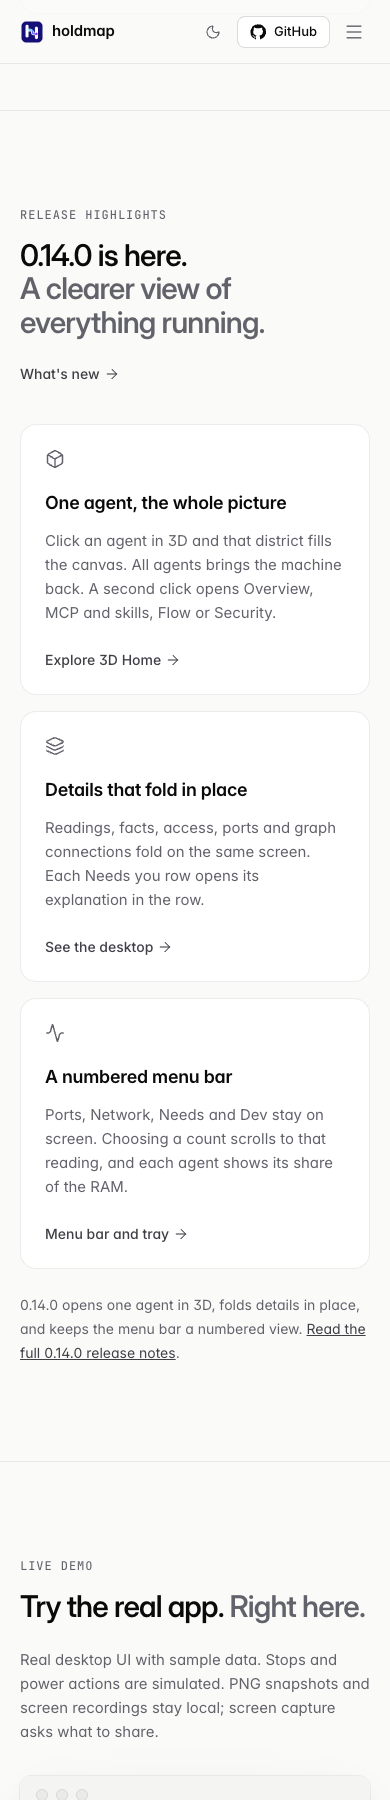 holdmap
GitHub
RELEASE HIGHLIGHTS
0.14.0 is here.
A clearer view of
everything running.
What's new →
One agent, the whole picture
Click an agent in 3D and that district fills
the canvas. All agents brings the machine
back. A second click opens Overview,
MCP and skills, Flow or Security.
Explore 3D Home →
Details that fold in place
Readings, facts, access, ports and graph
connections fold on the same screen.
Each Needs you row opens its
explanation in the row.
See the desktop →
A numbered menu bar
Ports, Network, Needs and Dev stay on
screen. Choosing a count scrolls to that
reading, and each agent shows its share
of the RAM.
Menu bar and tray →
0.14.0 opens one agent in 3D, folds details in place,
and keeps the menu bar a numbered view. Read the
full 0.14.0 release notes.
LIVE DEMO
Try the real app. Right here.
Real desktop UI with sample data. Stops and
power actions are simulated. PNG snapshots and
screen recordings stay local; screen capture
asks what to share.